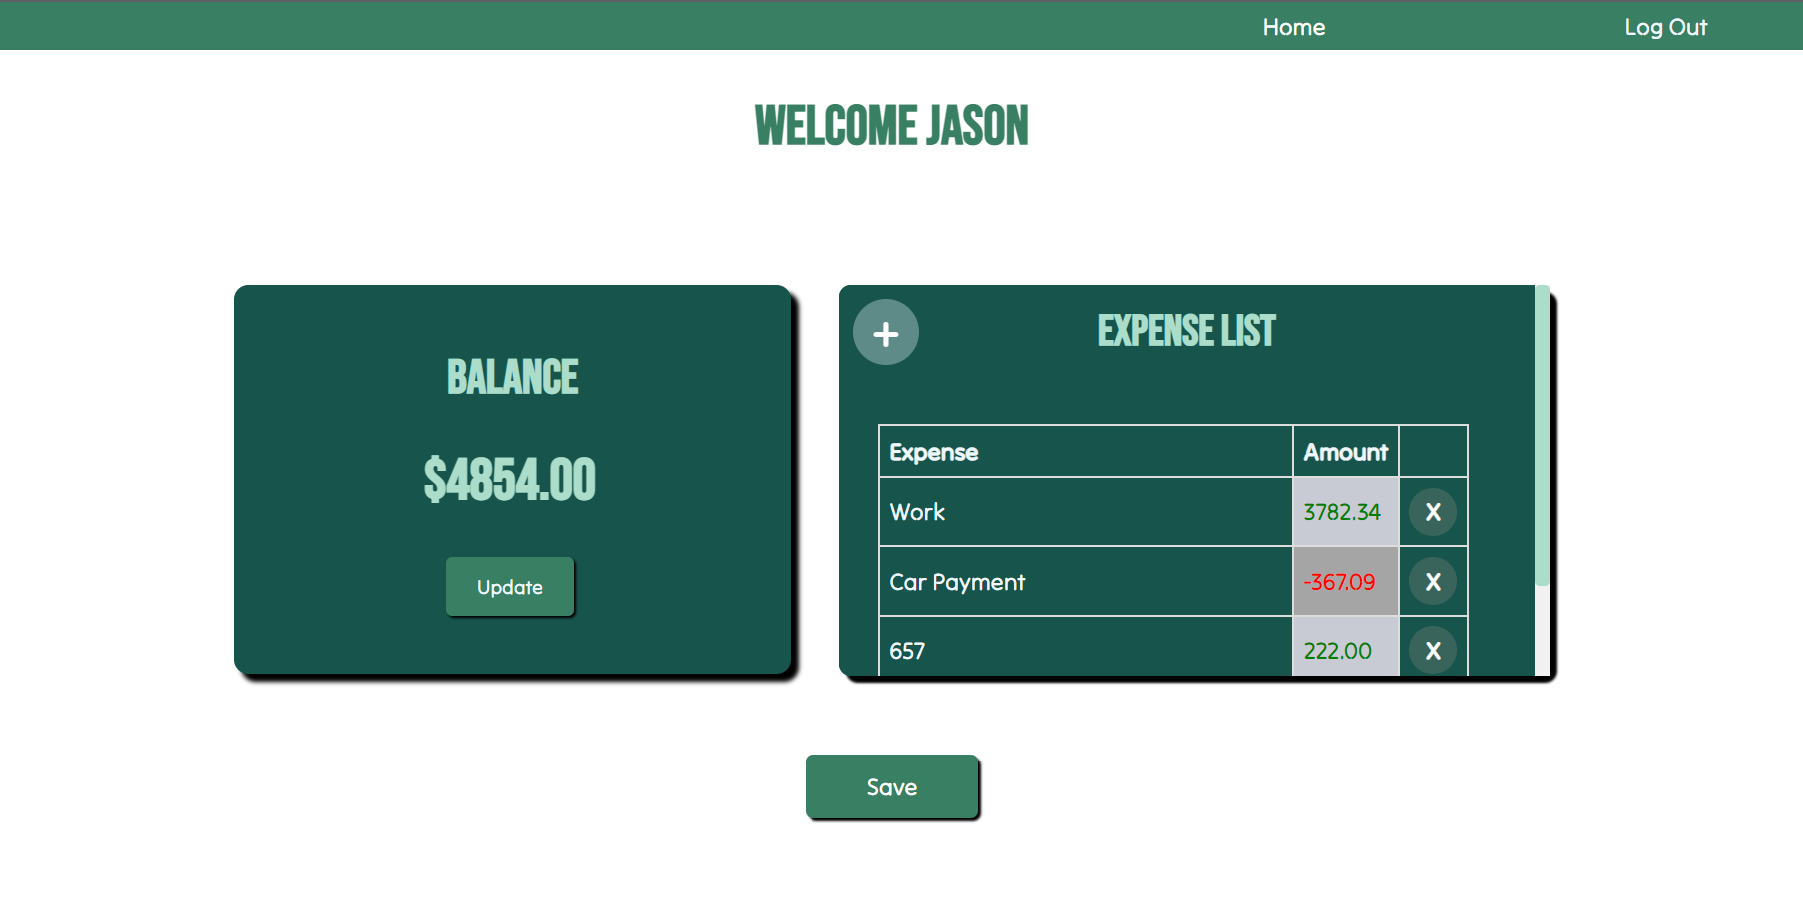 Home Log Out
WELCOME JASON
BALANCE
$4854.00
Update
+
EXPENSE LIST
Expense Amount
Work 3782.34 X
Car Payment -367.09 X
657 222.00 X
Save